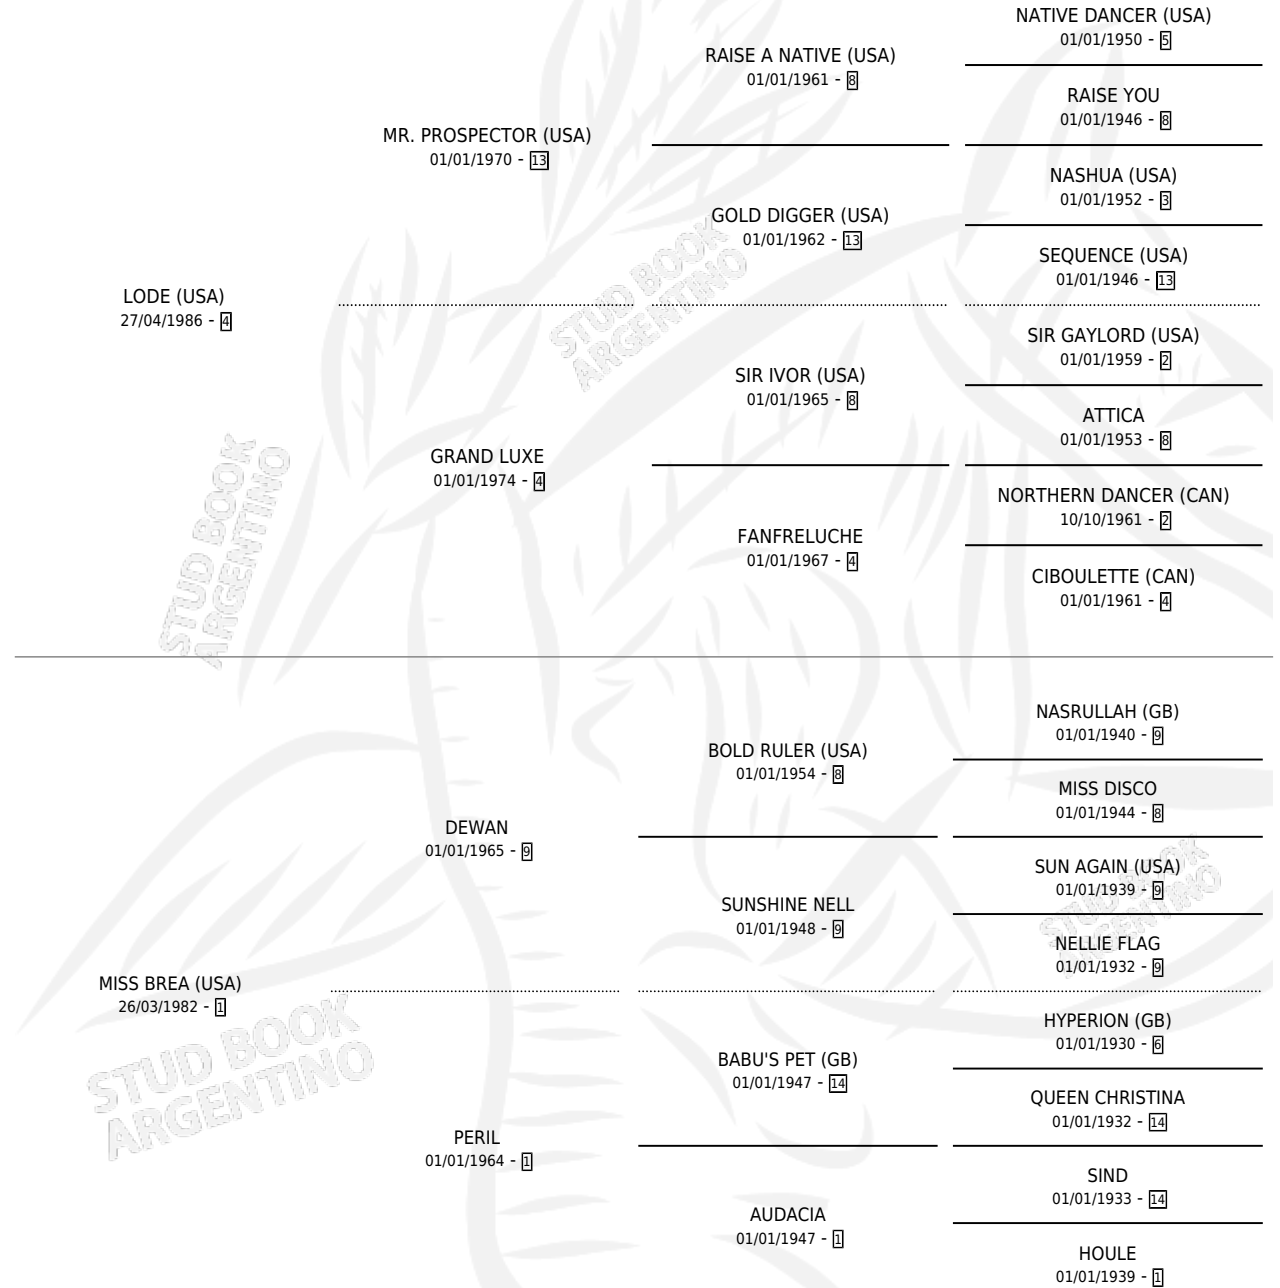 NATIVE DANCER (USA)
01/01/1950 - 5
RAISE A NATIVE (USA)
01/01/1961 - 8
RAISE YOU
01/01/1946 - 8
MR. PROSPECTOR (USA)
01/01/1970 - 13
NASHUA (USA)
01/01/1952 - 3
GOLD DIGGER (USA)
01/01/1962 - 13
SEQUENCE (USA)
01/01/1946 - 13
LODE (USA)
27/04/1986 - 4
STUD BOOK
ARGENTINO
SIR GAYLORD (USA)
01/01/1959 - 2
SIR IVOR (USA)
01/01/1965 - 8
ATTICA
01/01/1953 - 8
GRAND LUXE
01/01/1974 - 4
STUD BOOK
ARGENTINO
NORTHERN DANCER (CAN)
10/10/1961 - 2
FANFRELUCHE
01/01/1967 - 4
CIBOULETTE (CAN)
01/01/1961 - 4
NASRULLAH (GB)
01/01/1940 - 9
BOLD RULER (USA)
01/01/1954 - 8
MISS DISCO
01/01/1944 - 8
DEWAN
01/01/1965 - 9
SUN AGAIN (USA)
01/01/1939 - 9
SUNSHINE NELL
01/01/1948 - 9
STUD BOOK
ARGENTINO
NELLIE FLAG
01/01/1932 - 9
MISS BREA (USA)
26/03/1982 - 1
STUD BOOK
ARGENTINO
HYPERION (GB)
01/01/1930 - 6
BABU'S PET (GB)
01/01/1947 - 14
QUEEN CHRISTINA
01/01/1932 - 14
PERIL
01/01/1964 - 1
SIND
01/01/1933 - 14
AUDACIA
01/01/1947 - 1
HOULE
01/01/1939 - 1